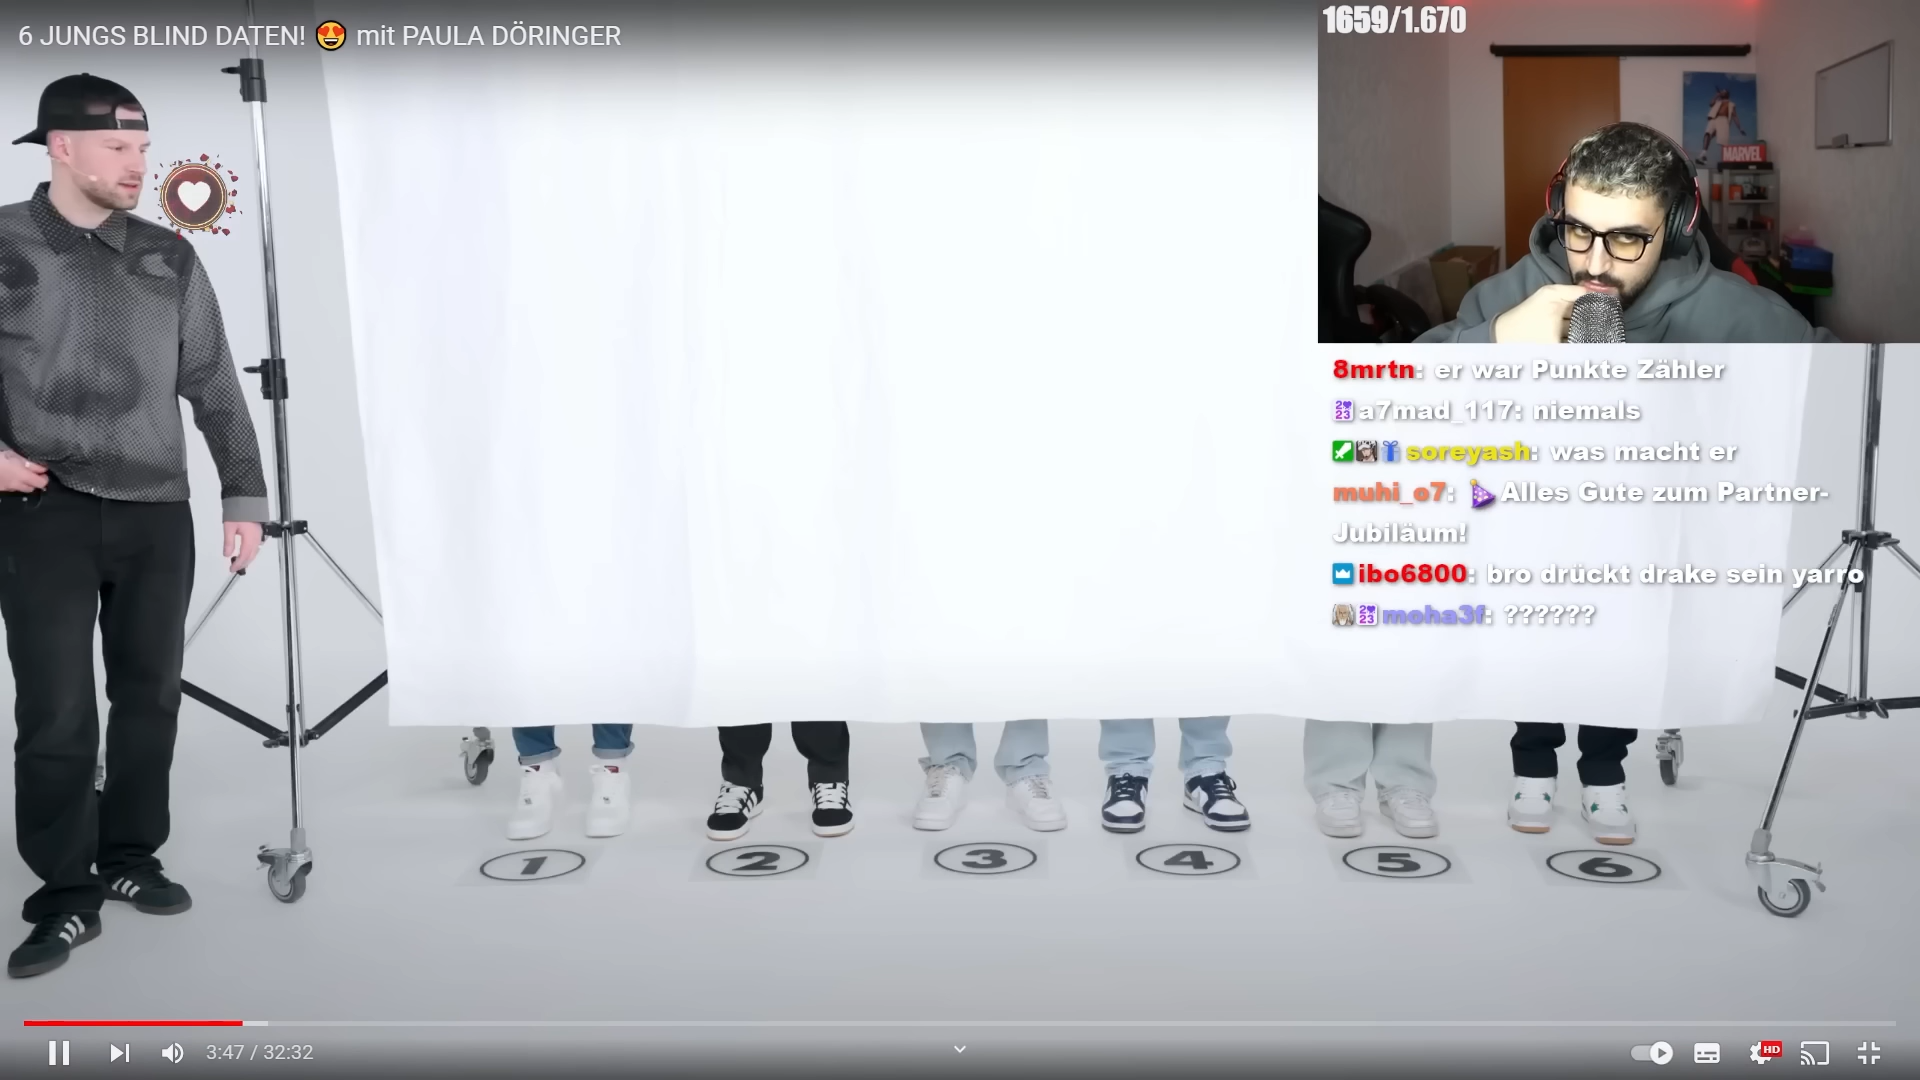 6 JUNGS BLIND DATEN! 😍 mit PAULA DÖRINGER
1659/1.670
MARVEL
8mrtn: er war Punkte Zähler
a7mad_117: niemals
soreyash: was macht er
muhi_o7: Alles Gute zum Partner-
Jubiläum!
ibo6800: bro drückt drake sein yarro
moha3f: ??????
1
2
3
4
5
6
3:47 / 32:32
HD